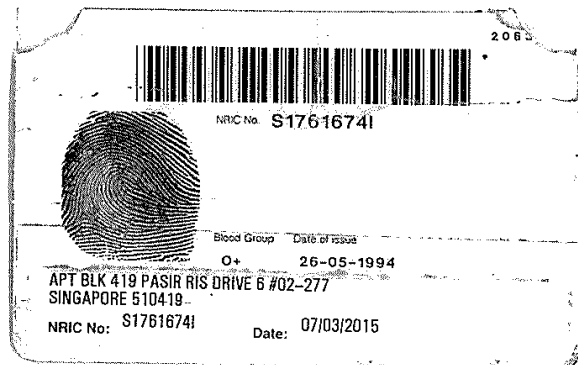 NRIC No. S1761674I
Blood Group Date of issue
O+ 26-05-1994
APT BLK 419 PASIR RIS DRIVE 6 #02-277
SINGAPORE 510419
NRIC No: S1761674I Date: 07/03/2015